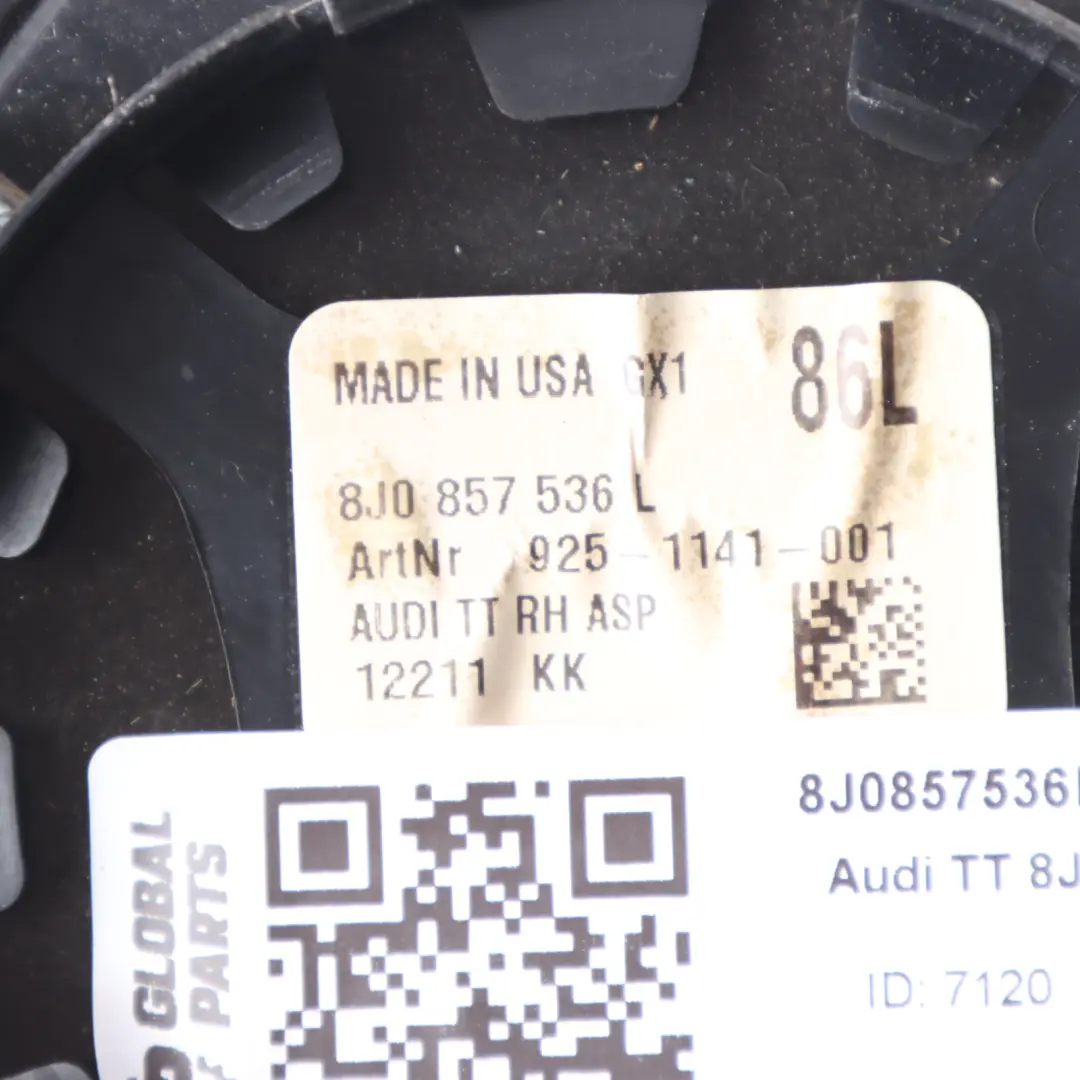 MADE IN USA GX1 86L
8J0 857 536 L
ArtNr 925-1141-001
AUDI TT RH ASP
12211 KK
GLOBAL
PARTS
8J0857536
Audi TT 8J
ID: 7120